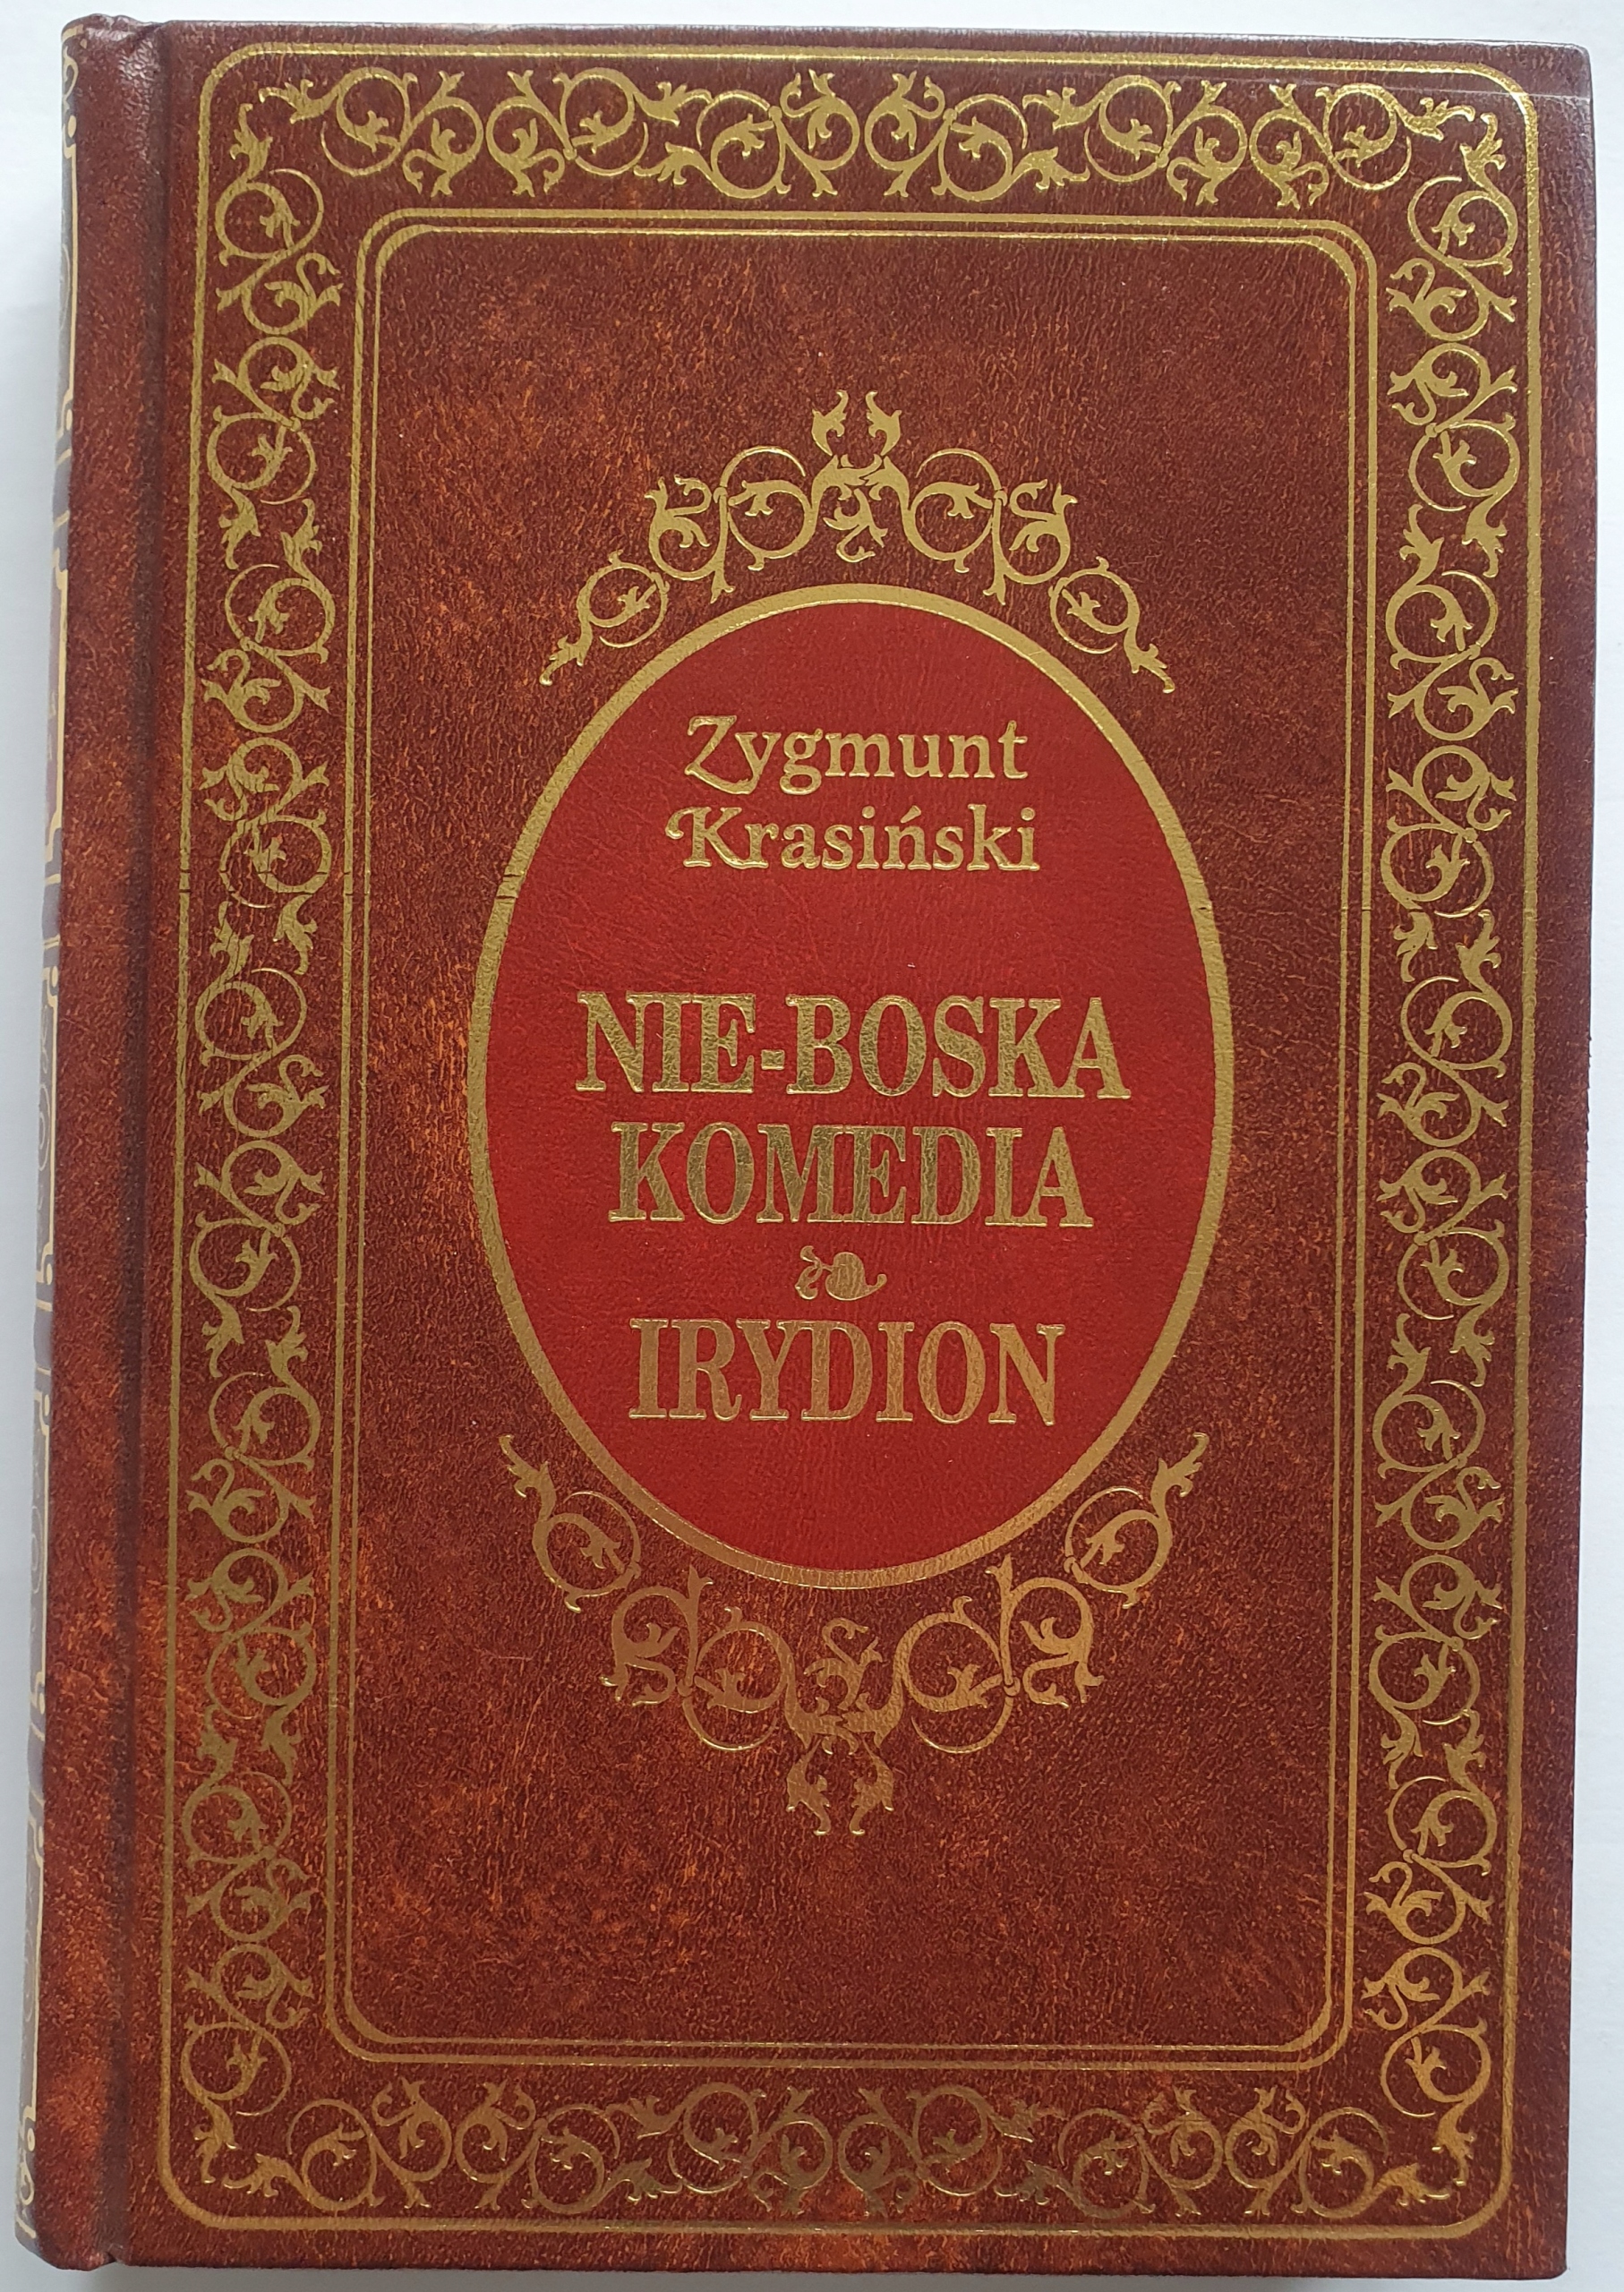 Zygmunt
Krasiński
NIE-BOSKA
KOMEDIA
IRYDION